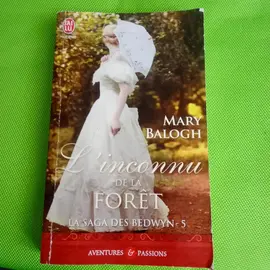 J'AI LU
MARY
BALOGH
L'inconnu
DE LA
FORÊT
LA SAGA DES BEDWYN - 5
AVENTURES & PASSIONS